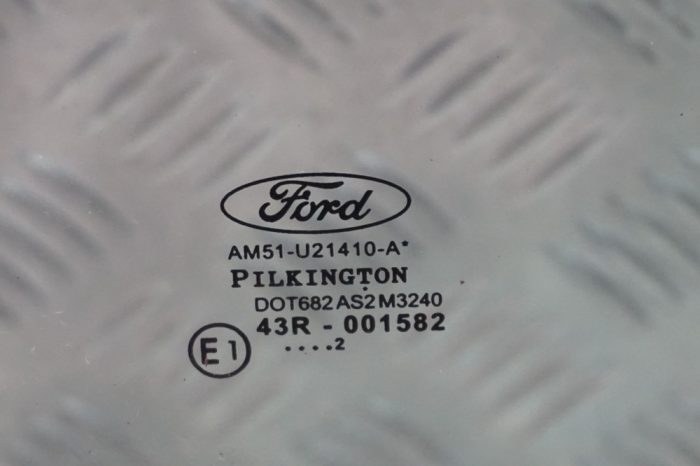 Ford
AM51-U21410-A*
PILKINGTON
DOT682 AS2 M3240
43R - 001582
E1
....2